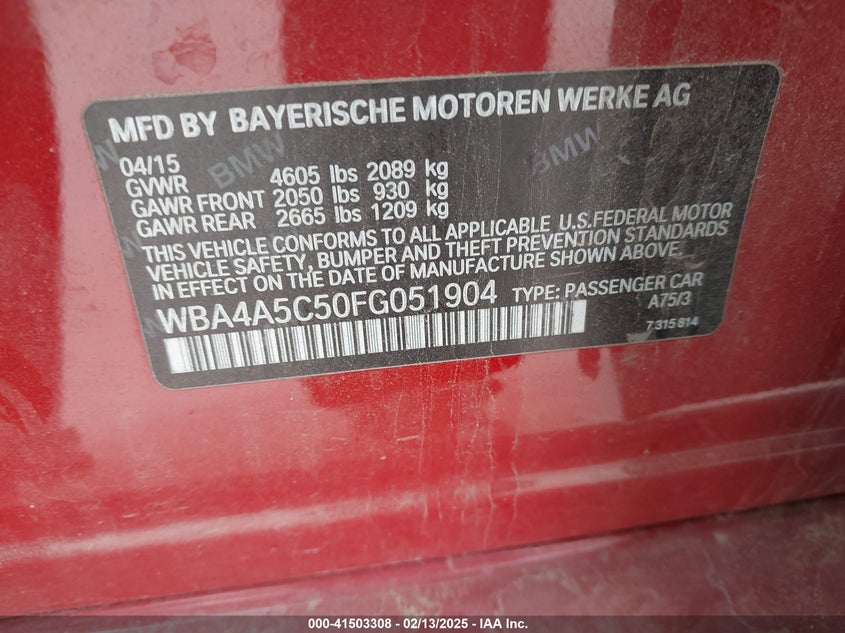 MFD BY BAYERISCHE MOTOREN WERKE AG
04/15
GVWR 4605 lbs 2089 kg
GAWR FRONT 2050 lbs 930 kg
GAWR REAR 2665 lbs 1209 kg
THIS VEHICLE CONFORMS TO ALL APPLICABLE U.S.FEDERAL MOTOR
VEHICLE SAFETY, BUMPER AND THEFT PREVENTION STANDARDS
IN EFFECT ON THE DATE OF MANUFACTURE SHOWN ABOVE.
WBA4A5C50FG051904 TYPE: PASSENGER CAR
A75/3
7 315 814
BMW
BMW
000-41503308 - 02/13/2025 - IAA Inc.